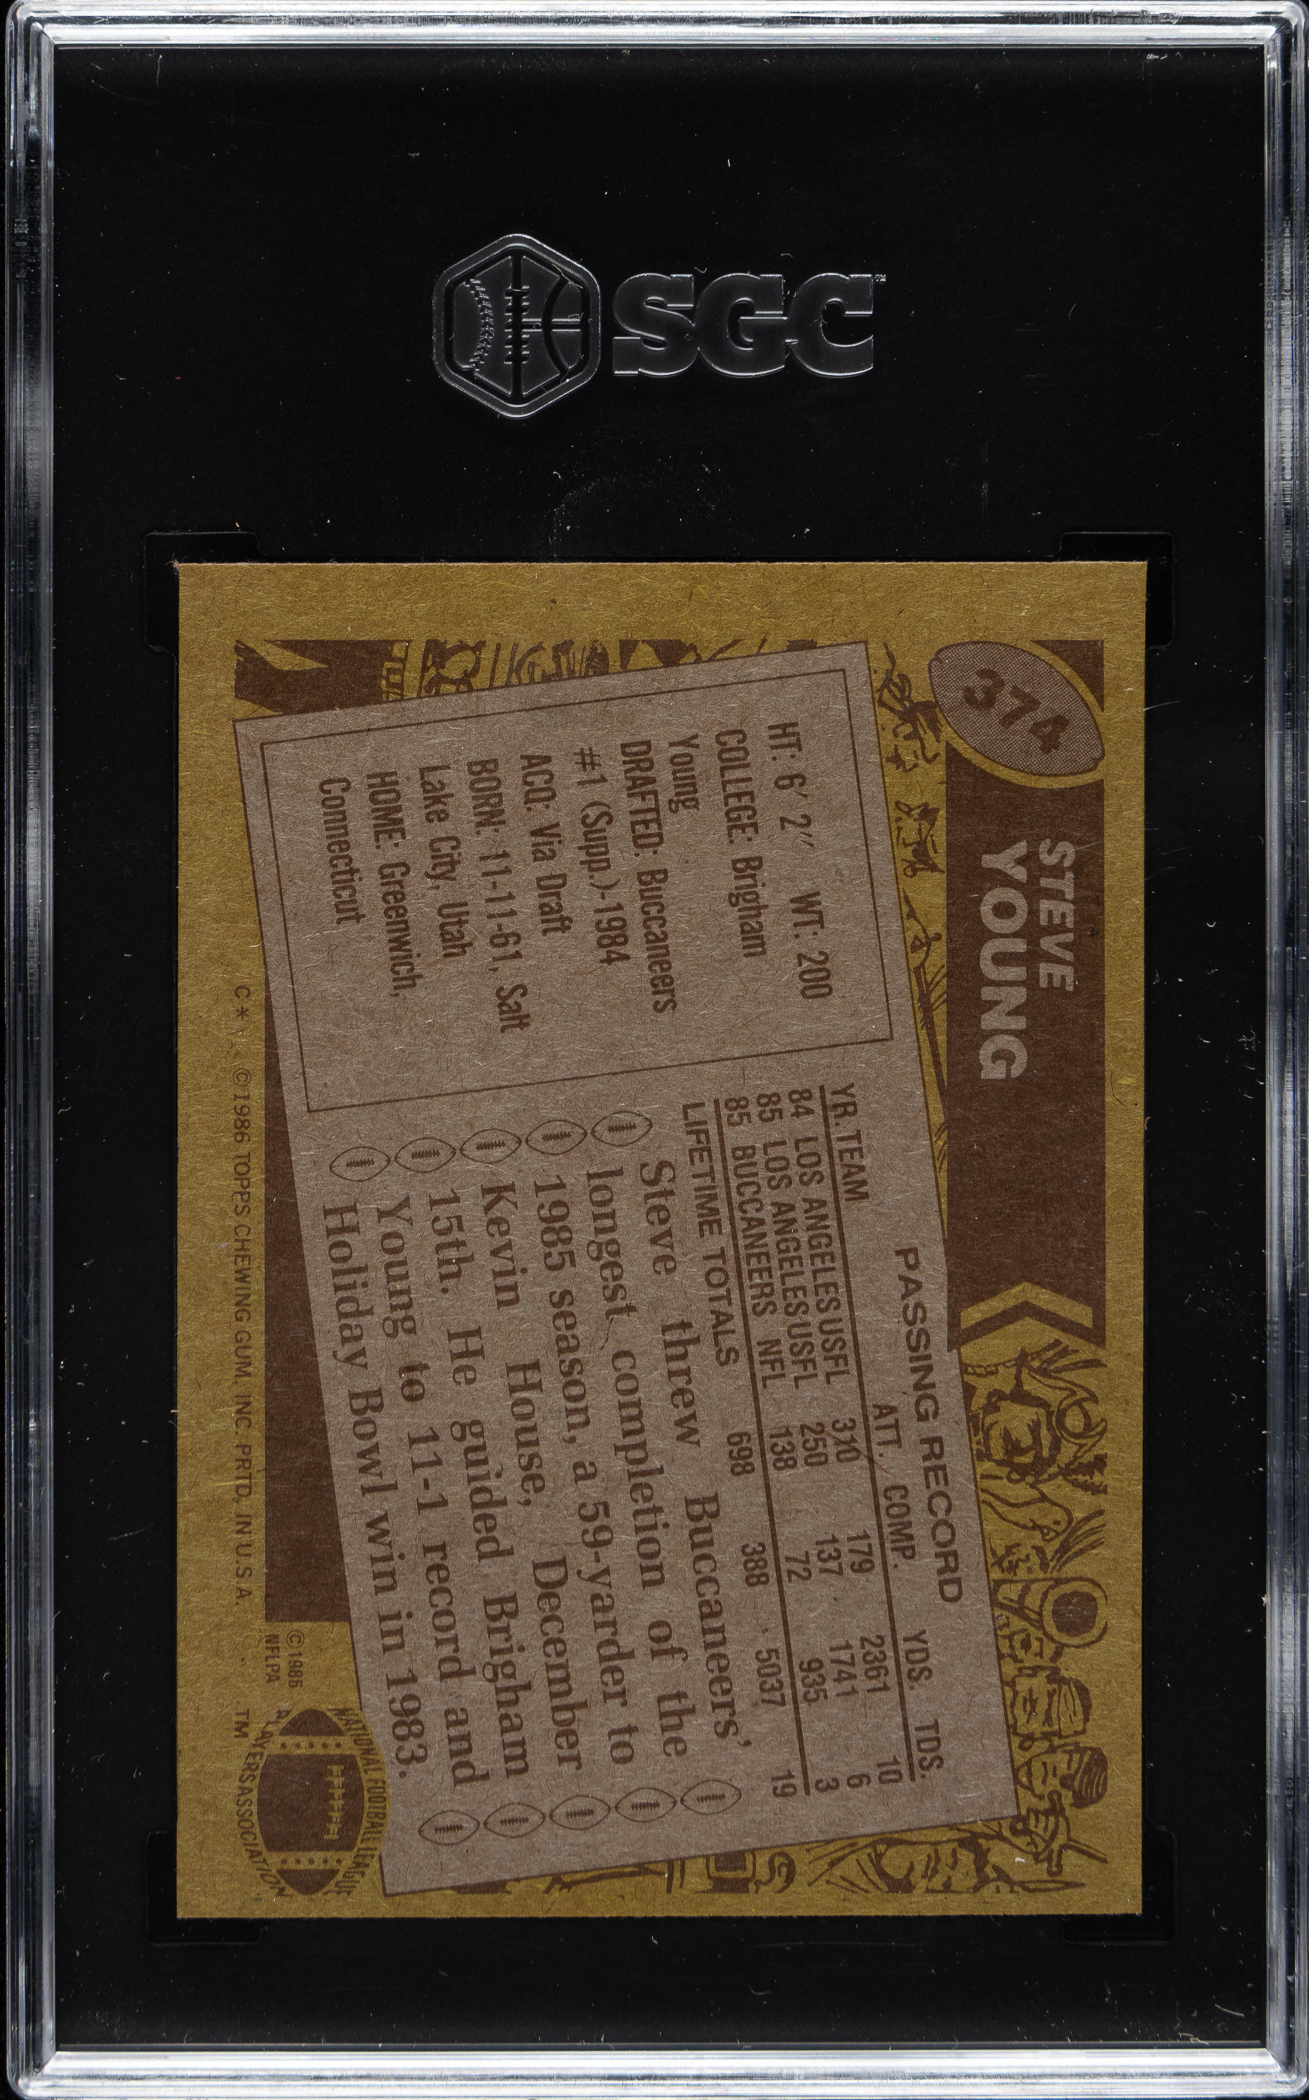 SGC
374
STEVE
YOUNG
HT: 6' 2" WT: 200
COLLEGE: Brigham
Young
DRAFTED: Buccaneers
#1 (Supp.)-1984
ACQ: Via Draft
BORN: 11-11-61, Salt
Lake City, Utah
HOME: Greenwich,
Connecticut
PASSING RECORD
YR. TEAM ATT. COMP. YDS. TDS.
84 LOS ANGELES USFL 310 179 2361 10
85 LOS ANGELES USFL 250 137 1741 6
85 BUCCANEERS NFL 138 72 935 3
LIFETIME TOTALS 698 388 5037 19
Steve threw Buccaneers'
longest completion of the
1985 season, a 59-yarder to
Kevin House, December
15th. He guided Brigham
Young to 11-1 record and
Holiday Bowl win in 1983.
©1986
NFLPA
NATIONAL FOOTBALL LEAGUE
PLAYERS ASSOCIATION
TM
C* ©1986 TOPPS CHEWING GUM, INC. PRTD. IN U.S.A.